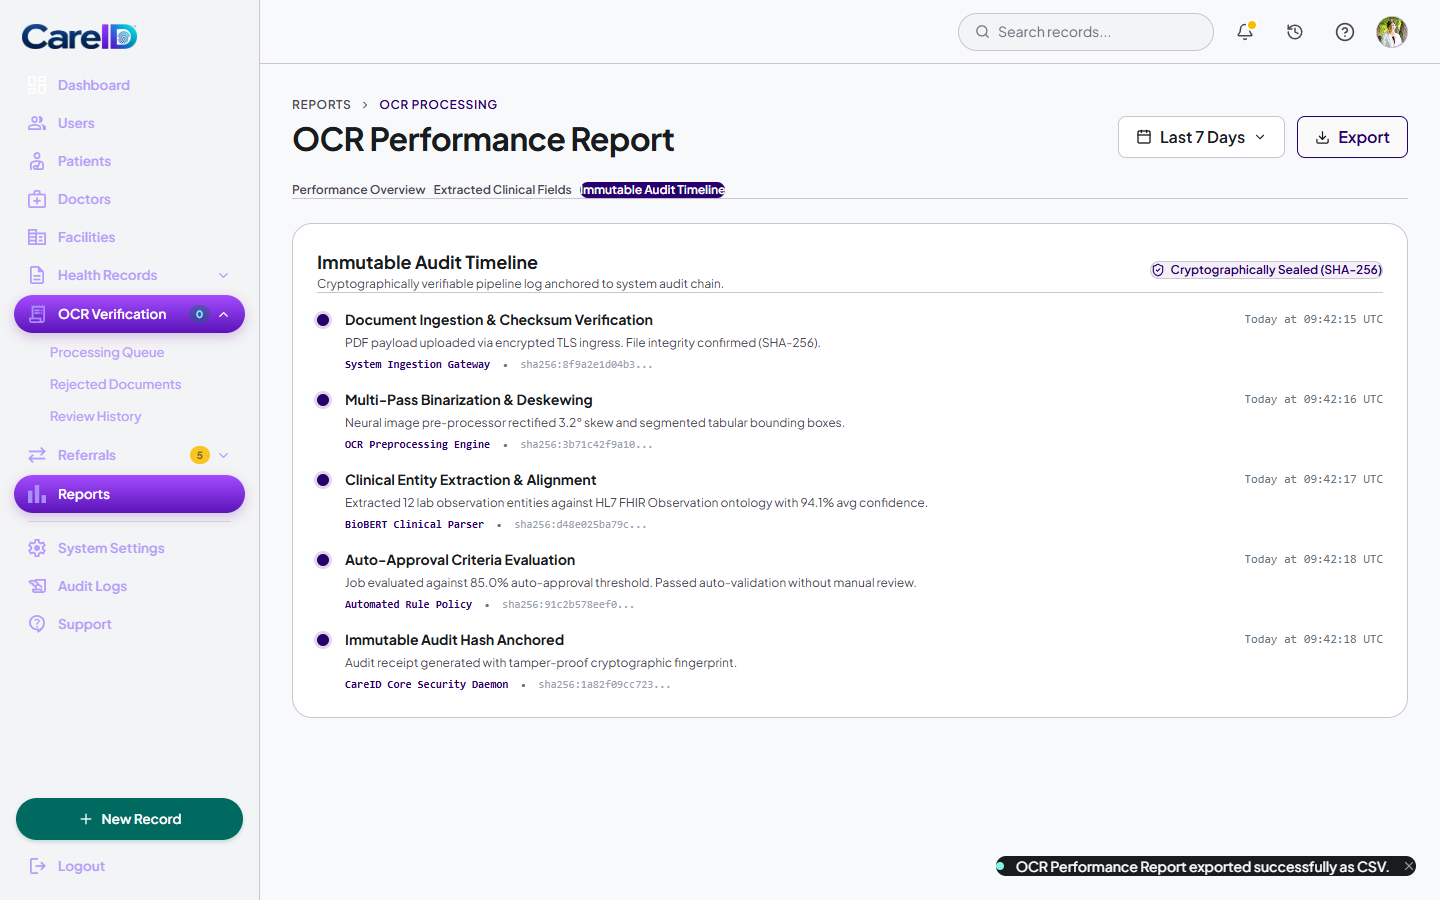 CareID
Search records...
Dashboard
Users
Patients
Doctors
Facilities
Health Records
OCR Verification 0
Processing Queue
Rejected Documents
Review History
Referrals 5
Reports
System Settings
Audit Logs
Support
New Record
Logout
REPORTS > OCR PROCESSING
OCR Performance Report
Last 7 Days
Export
Performance Overview Extracted Clinical Fields Immutable Audit Timeline
Immutable Audit Timeline
Cryptographically verifiable pipeline log anchored to system audit chain.
Cryptographically Sealed (SHA-256)
Document Ingestion & Checksum Verification Today at 09:42:15 UTC
PDF payload uploaded via encrypted TLS ingress. File integrity confirmed (SHA-256).
System Ingestion Gateway • sha256:8f9a2e1d04b3...
Multi-Pass Binarization & Deskewing Today at 09:42:16 UTC
Neural image pre-processor rectified 3.2° skew and segmented tabular bounding boxes.
OCR Preprocessing Engine • sha256:3b71c42f9a10...
Clinical Entity Extraction & Alignment Today at 09:42:17 UTC
Extracted 12 lab observation entities against HL7 FHIR Observation ontology with 94.1% avg confidence.
BioBERT Clinical Parser • sha256:d48e025ba79c...
Auto-Approval Criteria Evaluation Today at 09:42:18 UTC
Job evaluated against 85.0% auto-approval threshold. Passed auto-validation without manual review.
Automated Rule Policy • sha256:91c2b578eef0...
Immutable Audit Hash Anchored Today at 09:42:18 UTC
Audit receipt generated with tamper-proof cryptographic fingerprint.
CareID Core Security Daemon • sha256:1a82f09cc723...
OCR Performance Report exported successfully as CSV.